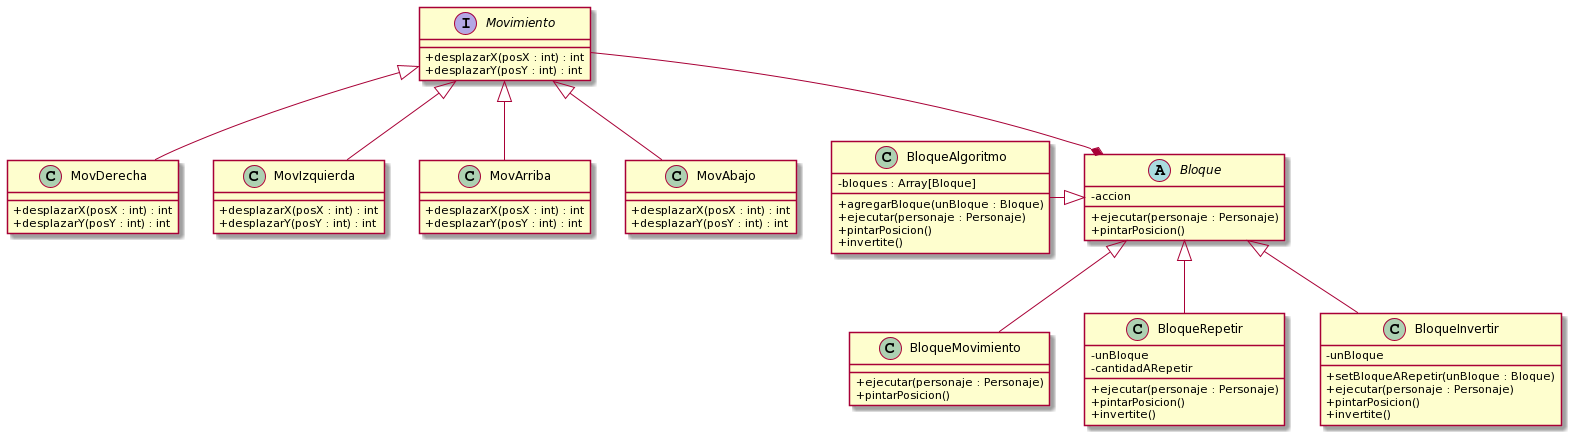 I Movimiento
+desplazarX(posX : int) : int
+desplazarY(posY : int) : int
C MovDerecha
+desplazarX(posX : int) : int
+desplazarY(posY : int) : int
C MovIzquierda
+desplazarX(posX : int) : int
+desplazarY(posY : int) : int
C MovArriba
+desplazarX(posX : int) : int
+desplazarY(posY : int) : int
C MovAbajo
+desplazarX(posX : int) : int
+desplazarY(posY : int) : int
C BloqueAlgoritmo
-bloques : Array[Bloque]
+agregarBloque(unBloque : Bloque)
+ejecutar(personaje : Personaje)
+pintarPosicion()
+invertite()
A Bloque
-accion
+ejecutar(personaje : Personaje)
+pintarPosicion()
C BloqueMovimiento
+ejecutar(personaje : Personaje)
+pintarPosicion()
C BloqueRepetir
-unBloque
-cantidadARepetir
+ejecutar(personaje : Personaje)
+pintarPosicion()
+invertite()
C BloqueInvertir
-unBloque
+setBloqueARepetir(unBloque : Bloque)
+ejecutar(personaje : Personaje)
+pintarPosicion()
+invertite()